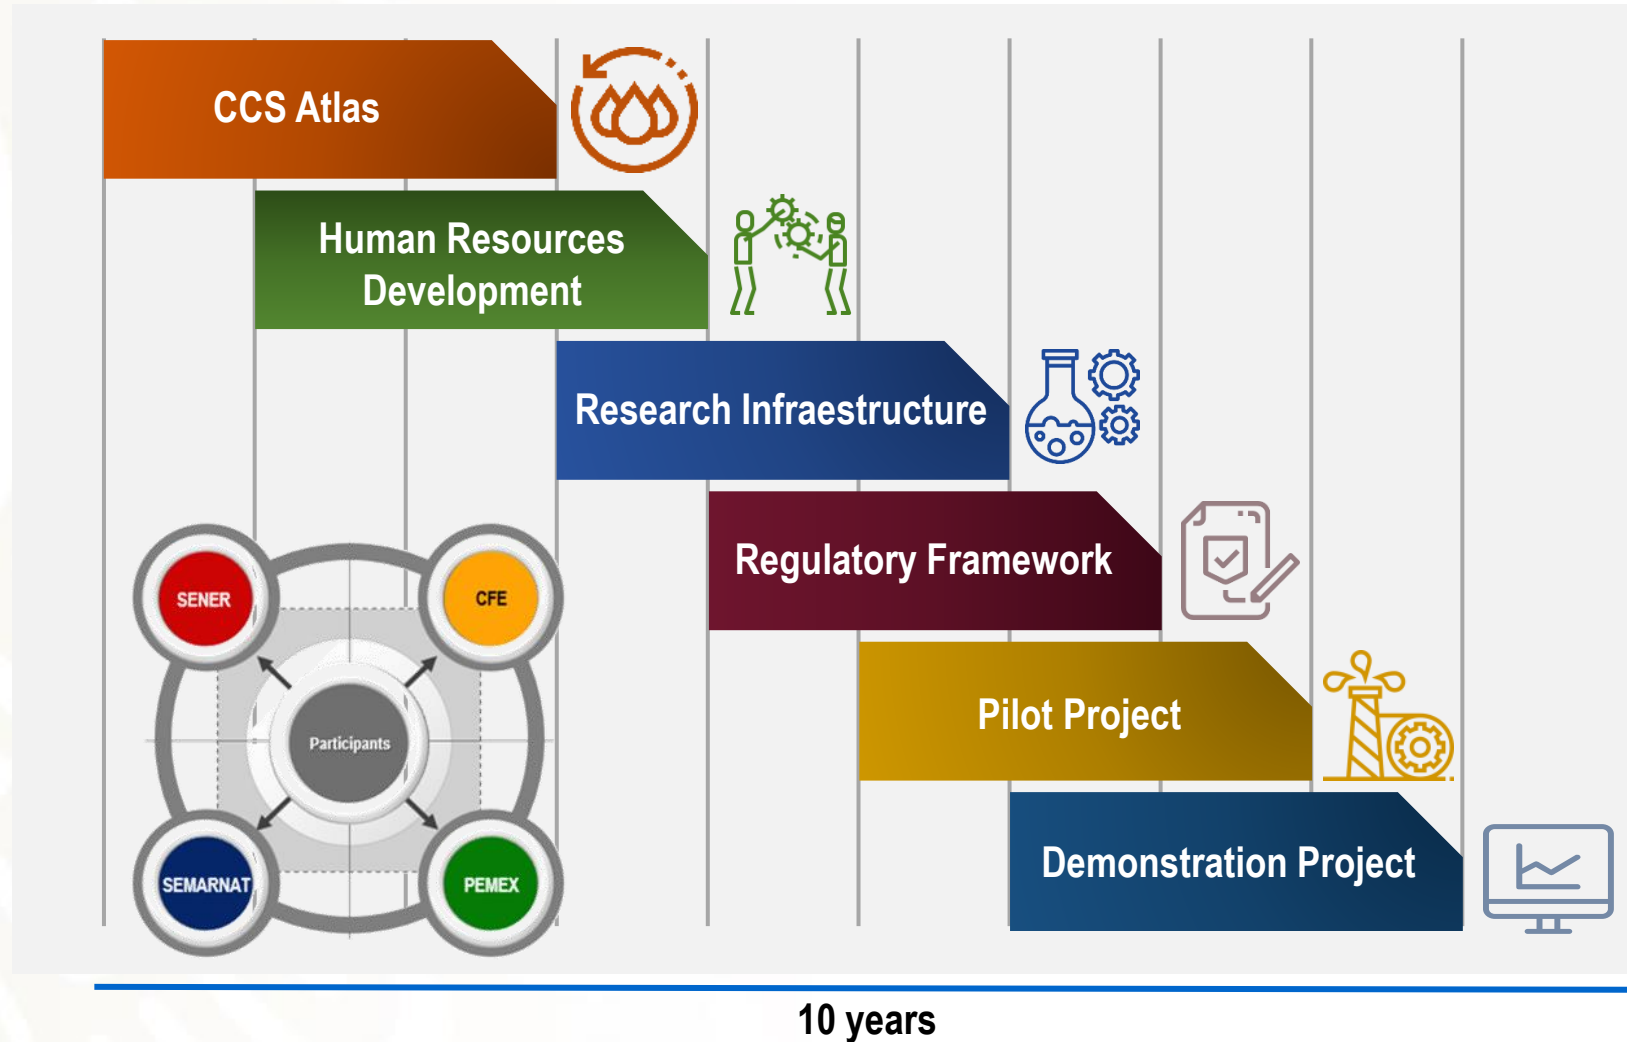 CCS Atlas
Human Resources
Development
Research Infraestructure
Regulatory Framework
Pilot Project
Demonstration Project
SENER
CFE
Participants
SEMARNAT
PEMEX
10 years